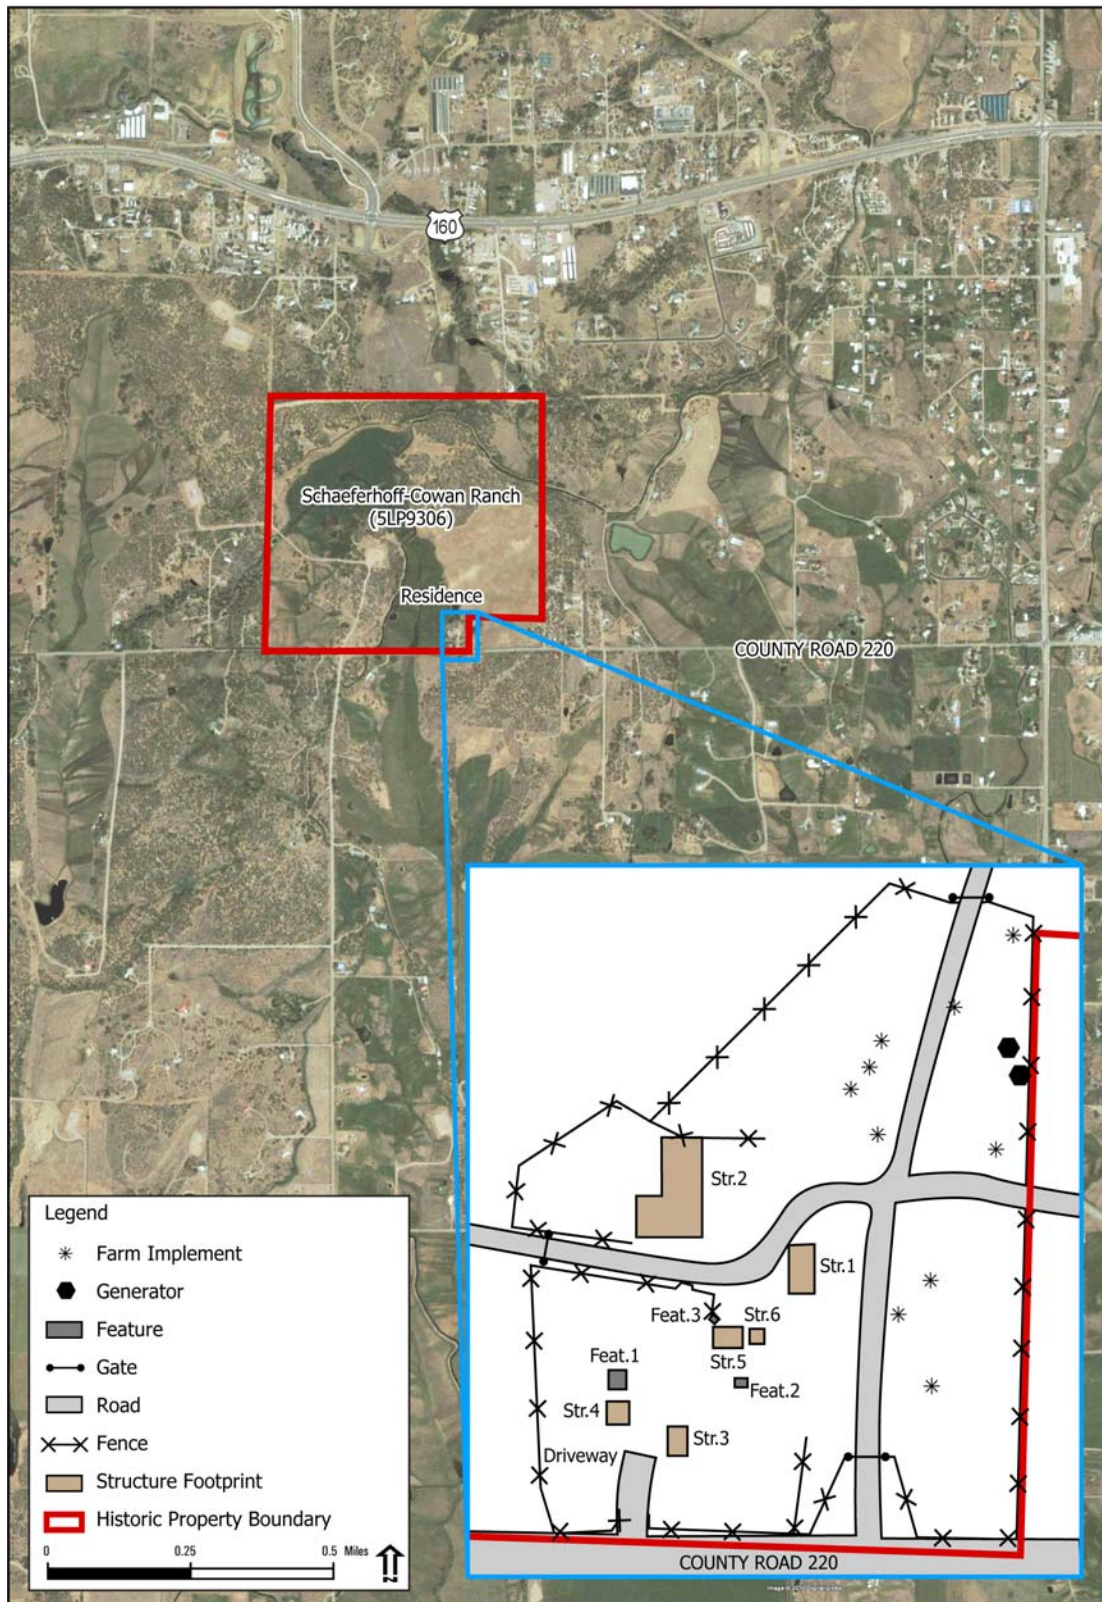 160
Schaeferhoff-Cowan Ranch
(5LP9306)
Residence
COUNTY ROAD 220
Str.2
Str.1
Feat.3
Str.6
Str.5
Feat.1
Feat.2
Str.4
Str.3
Driveway
COUNTY ROAD 220
Legend
Farm Implement
Generator
Feature
Gate
Road
Fence
Structure Footprint
Historic Property Boundary
0 0.25 0.5 Miles
N